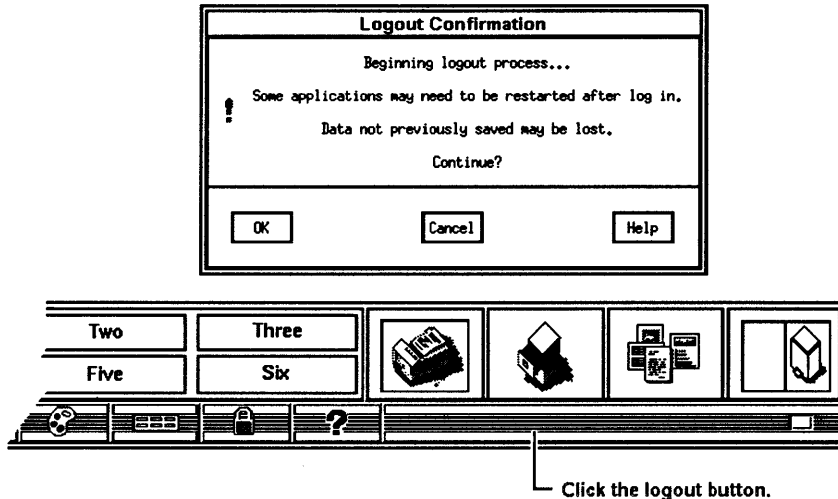 Logout Confirmation
Beginning logout process...
Some applications may need to be restarted after log in.
Data not previously saved may be lost.
Continue?
OK Cancel Help
Two Three
Five Six
?
Click the logout button.